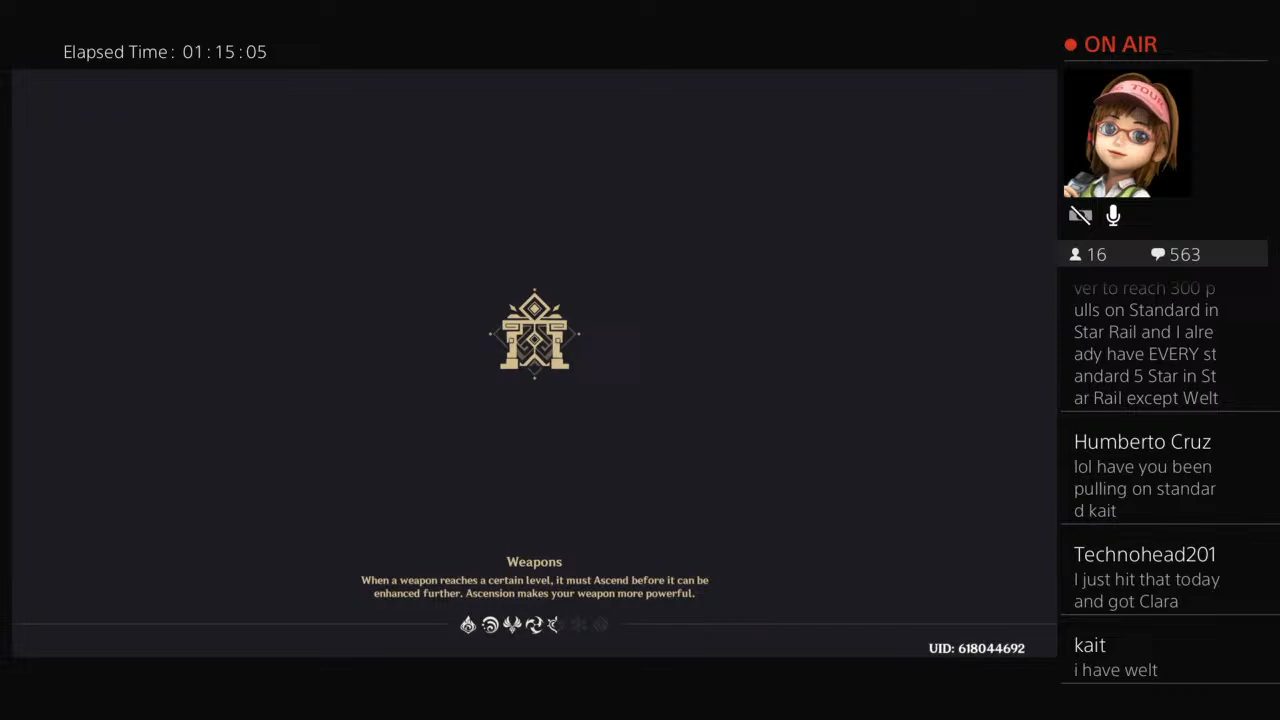 Elapsed Time: 01:15:05
ON AIR
S TOUR
16 563
ver to reach 300 p
ulls on Standard in
Star Rail and I alre
ady have EVERY st
andard 5 Star in St
ar Rail except Welt
Humberto Cruz
lol have you been
pulling on standar
d kait
Technohead201
I just hit that today
and got Clara
kait
i have welt
Weapons
When a weapon reaches a certain level, it must Ascend before it can be
enhanced further. Ascension makes your weapon more powerful.
UID: 618044692